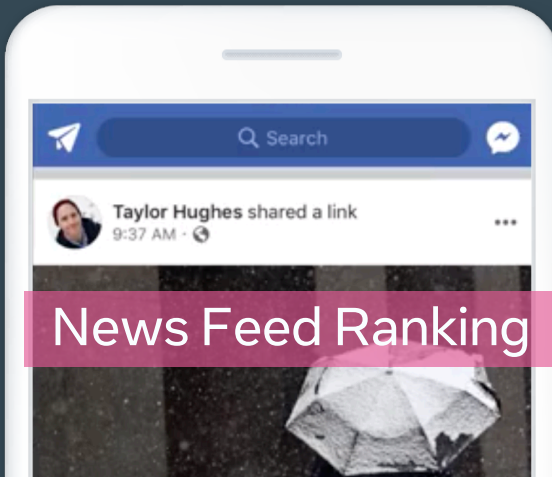 Search
Taylor Hughes shared a link
9:37 AM ·
News Feed Ranking